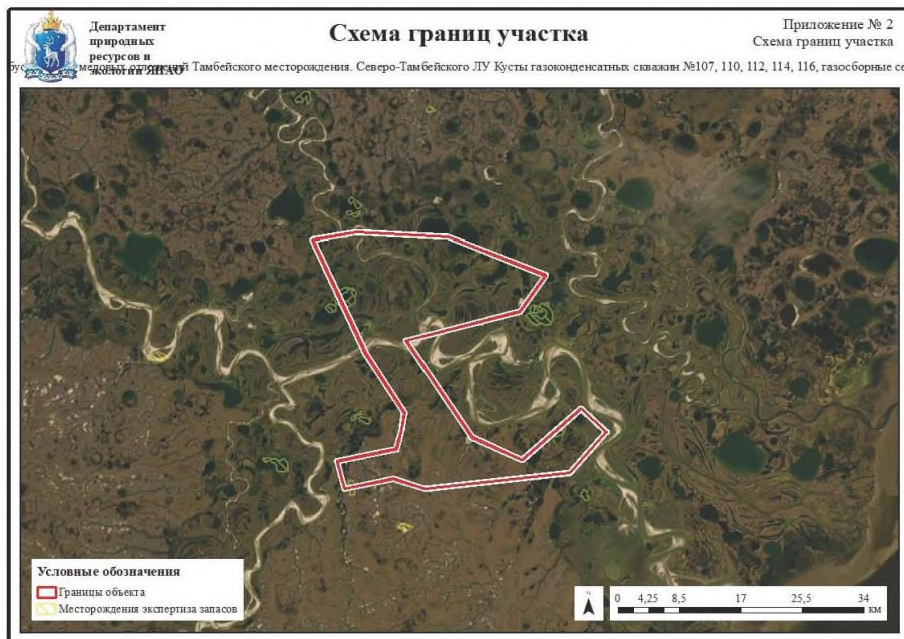 Департамент
природных
ресурсов и
экологии ЯНАО
Схема границ участка
Приложение № 2
Схема границ участка
Тамбейского месторождения. Северо-Тамбейского ЛУ Кусты газоконденсатных скважин №107, 110, 112, 114, 116, газосборные се
Условные обозначения
Границы объекта
Месторождения экспертиза запасов
0 4,25 8,5 17 25,5 34
км